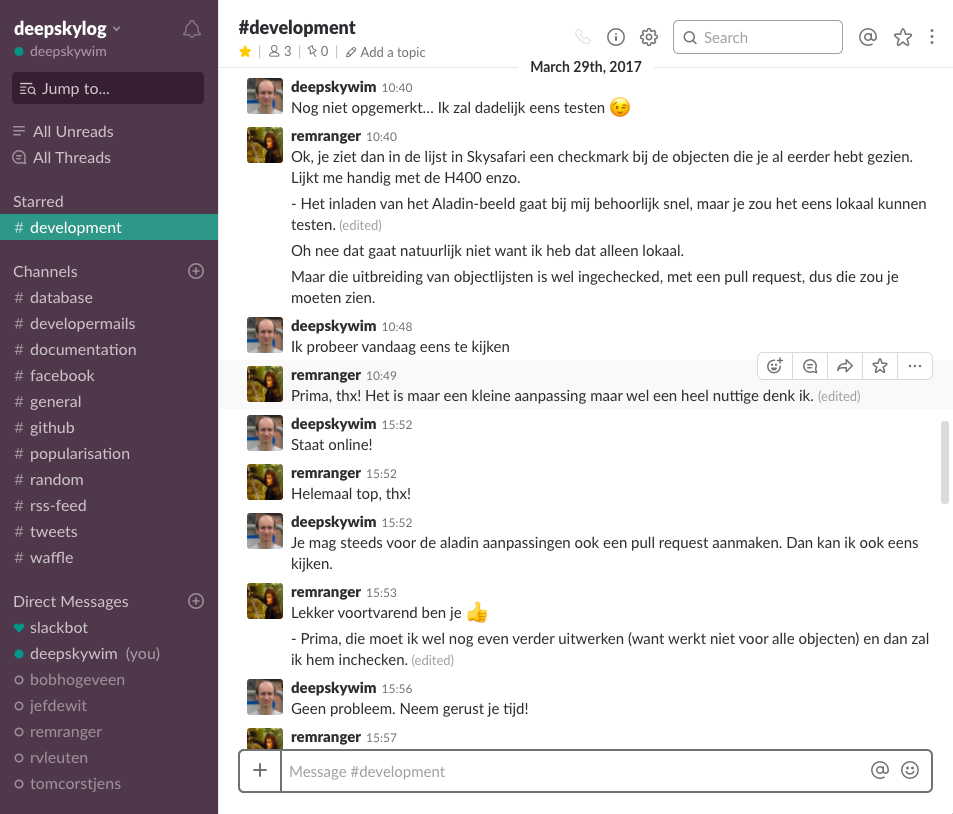 deepskylog
deepskywim
Jump to...
All Unreads
All Threads
Starred
# development
Channels
# database
# developermails
# documentation
# facebook
# general
# github
# popularisation
# random
# rss-feed
# tweets
# waffle
Direct Messages
slackbot
deepskywim (you)
bobhogeveen
jefdewit
remranger
rvleuten
tomcorstjens
#development
3 | 0 | Add a topic
Search
March 29th, 2017
deepskywim 10:40
Nog niet opgemerkt... Ik zal dadelijk eens testen 😉
remranger 10:40
Ok, je ziet dan in de lijst in Skysafari een checkmark bij de objecten die je al eerder hebt gezien.
Lijkt me handig met de H400 enzo.
- Het inladen van het Aladin-beeld gaat bij mij behoorlijk snel, maar je zou het eens lokaal kunnen
testen. (edited)
Oh nee dat gaat natuurlijk niet want ik heb dat alleen lokaal.
Maar die uitbreiding van objectlijsten is wel ingechecked, met een pull request, dus die zou je
moeten zien.
deepskywim 10:48
Ik probeer vandaag eens te kijken
remranger 10:49
Prima, thx! Het is maar een kleine aanpassing maar wel een heel nuttige denk ik. (edited)
deepskywim 15:52
Staat online!
remranger 15:52
Helemaal top, thx!
deepskywim 15:52
Je mag steeds voor de aladin aanpassingen ook een pull request aanmaken. Dan kan ik ook eens
kijken.
remranger 15:53
Lekker voortvarend ben je 👍
- Prima, die moet ik wel nog even verder uitwerken (want werkt niet voor alle objecten) en dan zal
ik hem inchecken. (edited)
deepskywim 15:56
Geen probleem. Neem gerust je tijd!
remranger 15:57
Message #development